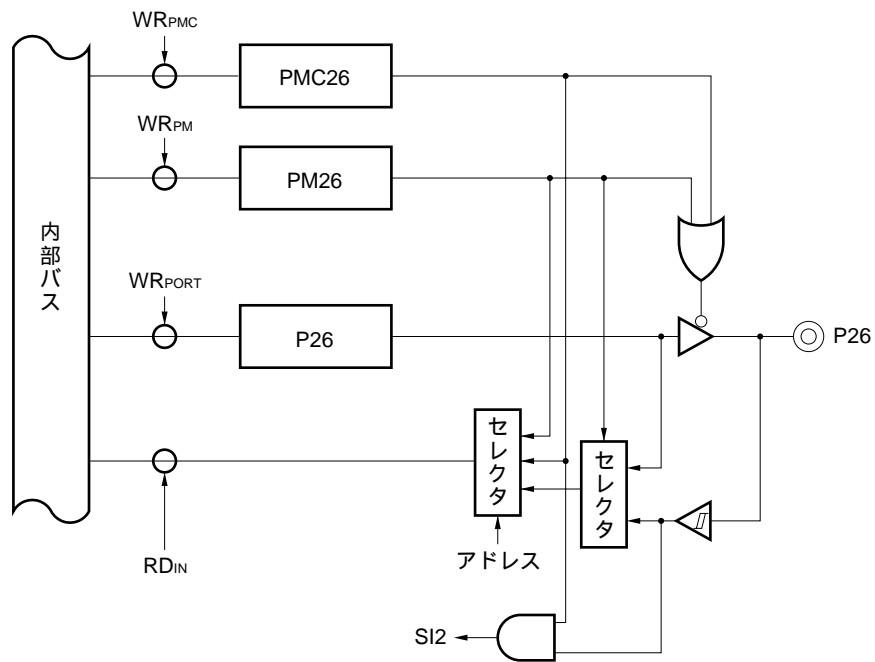 WRPMC
PMC26
WRPM
PM26
内部バス
WRPORT
P26
P26
セレクタ
セレクタ
RDIN
アドレス
SI2